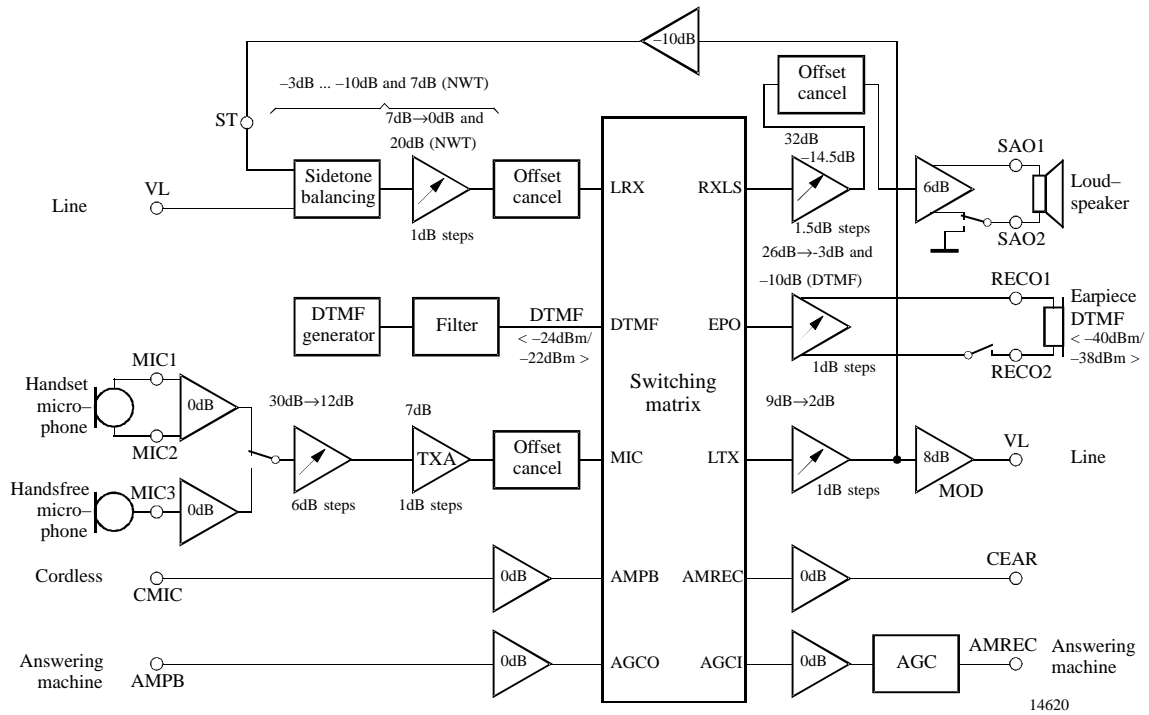 –10dB
–3dB ... –10dB and 7dB (NWT)
7dB→0dB and
20dB (NWT)
ST
Offset
cancel
32dB
–14.5dB
VL
Line
Sidetone
balancing
1dB steps
Offset
cancel
LRX
RXLS
1.5dB steps
6dB
SAO1
SAO2
Loud–
speaker
26dB→-3dB and
–10dB (DTMF)
DTMF
generator
Filter
DTMF
< –24dBm/
–22dBm >
DTMF
EPO
1dB steps
RECO1
RECO2
Earpiece
DTMF
< –40dBm/
–38dBm >
Switching
matrix
Handset
micro–
phone
MIC1
MIC2
0dB
30dB→12dB
6dB steps
7dB
TXA
1dB steps
Offset
cancel
MIC
LTX
9dB→2dB
1dB steps
8dB
MOD
VL
Line
Handsfree
micro–
phone
MIC3
0dB
Cordless
CMIC
0dB
AMPB
AMREC
0dB
CEAR
Answering
machine
AMPB
0dB
AGCO
AGCI
0dB
AGC
AMREC
Answering
machine
14620